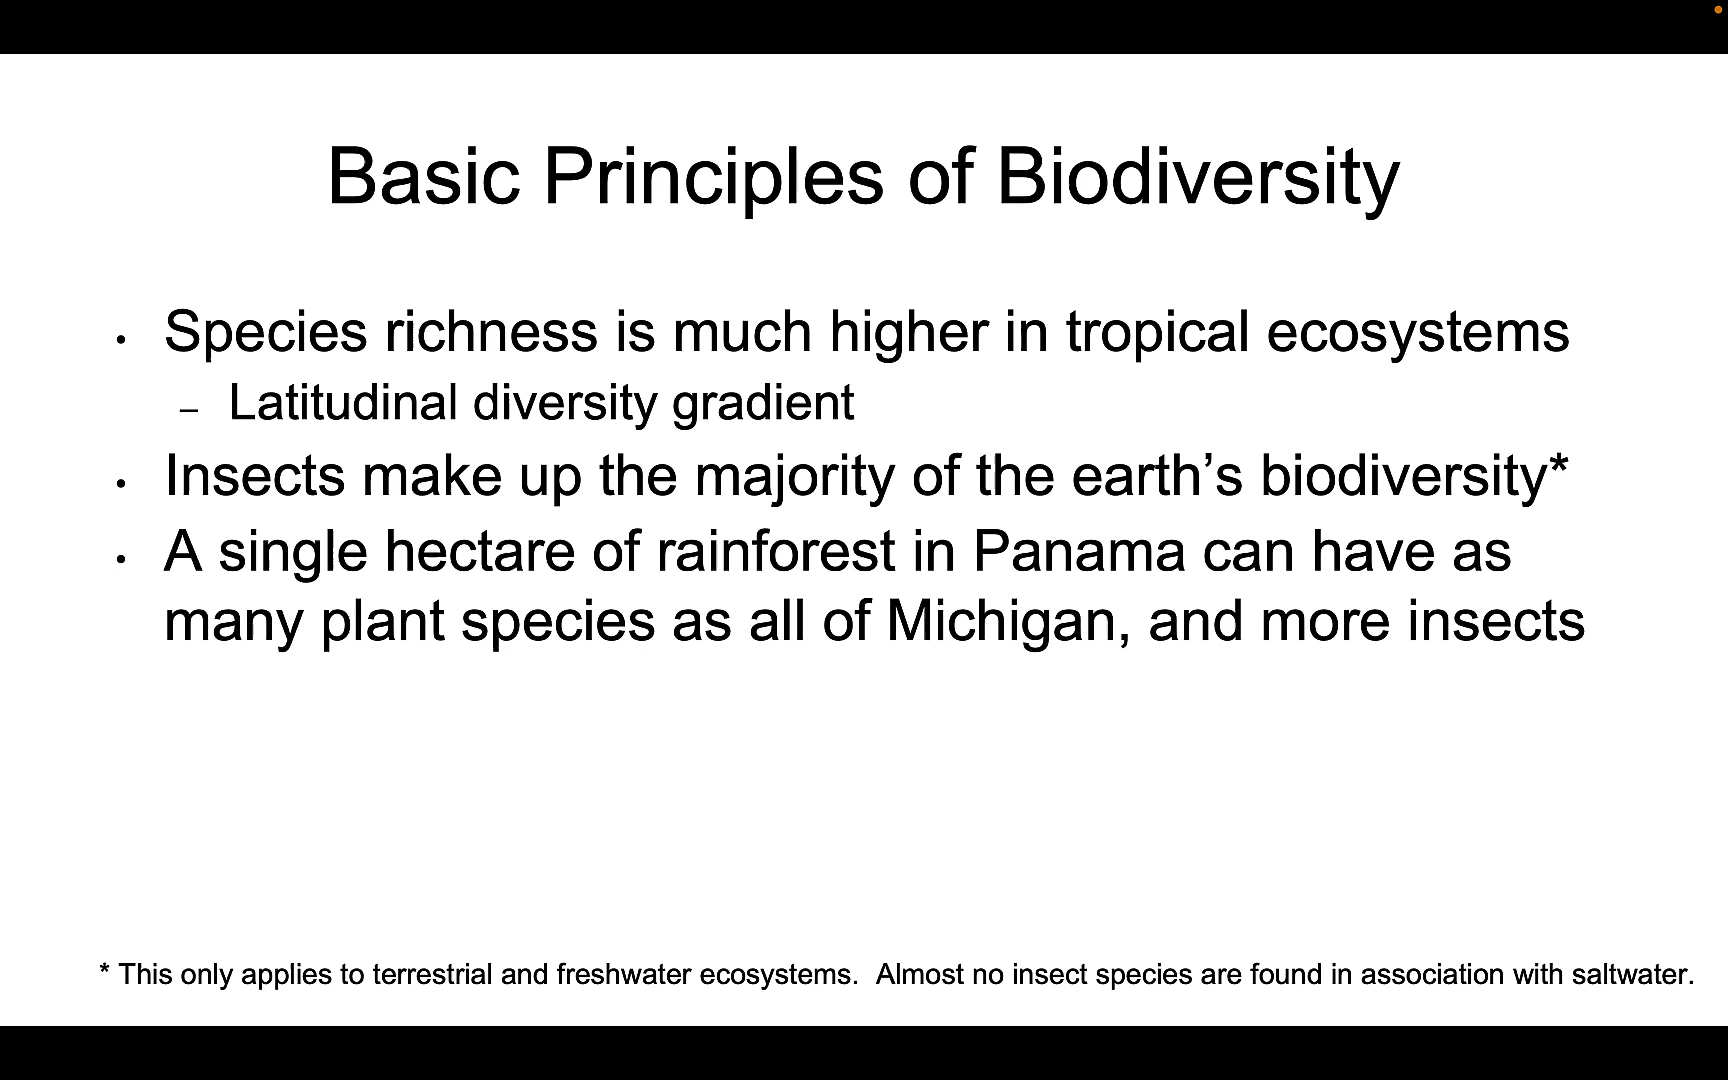 Basic Principles of Biodiversity
• Species richness is much higher in tropical ecosystems
– Latitudinal diversity gradient
• Insects make up the majority of the earth’s biodiversity*
• A single hectare of rainforest in Panama can have as
many plant species as all of Michigan, and more insects
* This only applies to terrestrial and freshwater ecosystems.  Almost no insect species are found in association with saltwater.